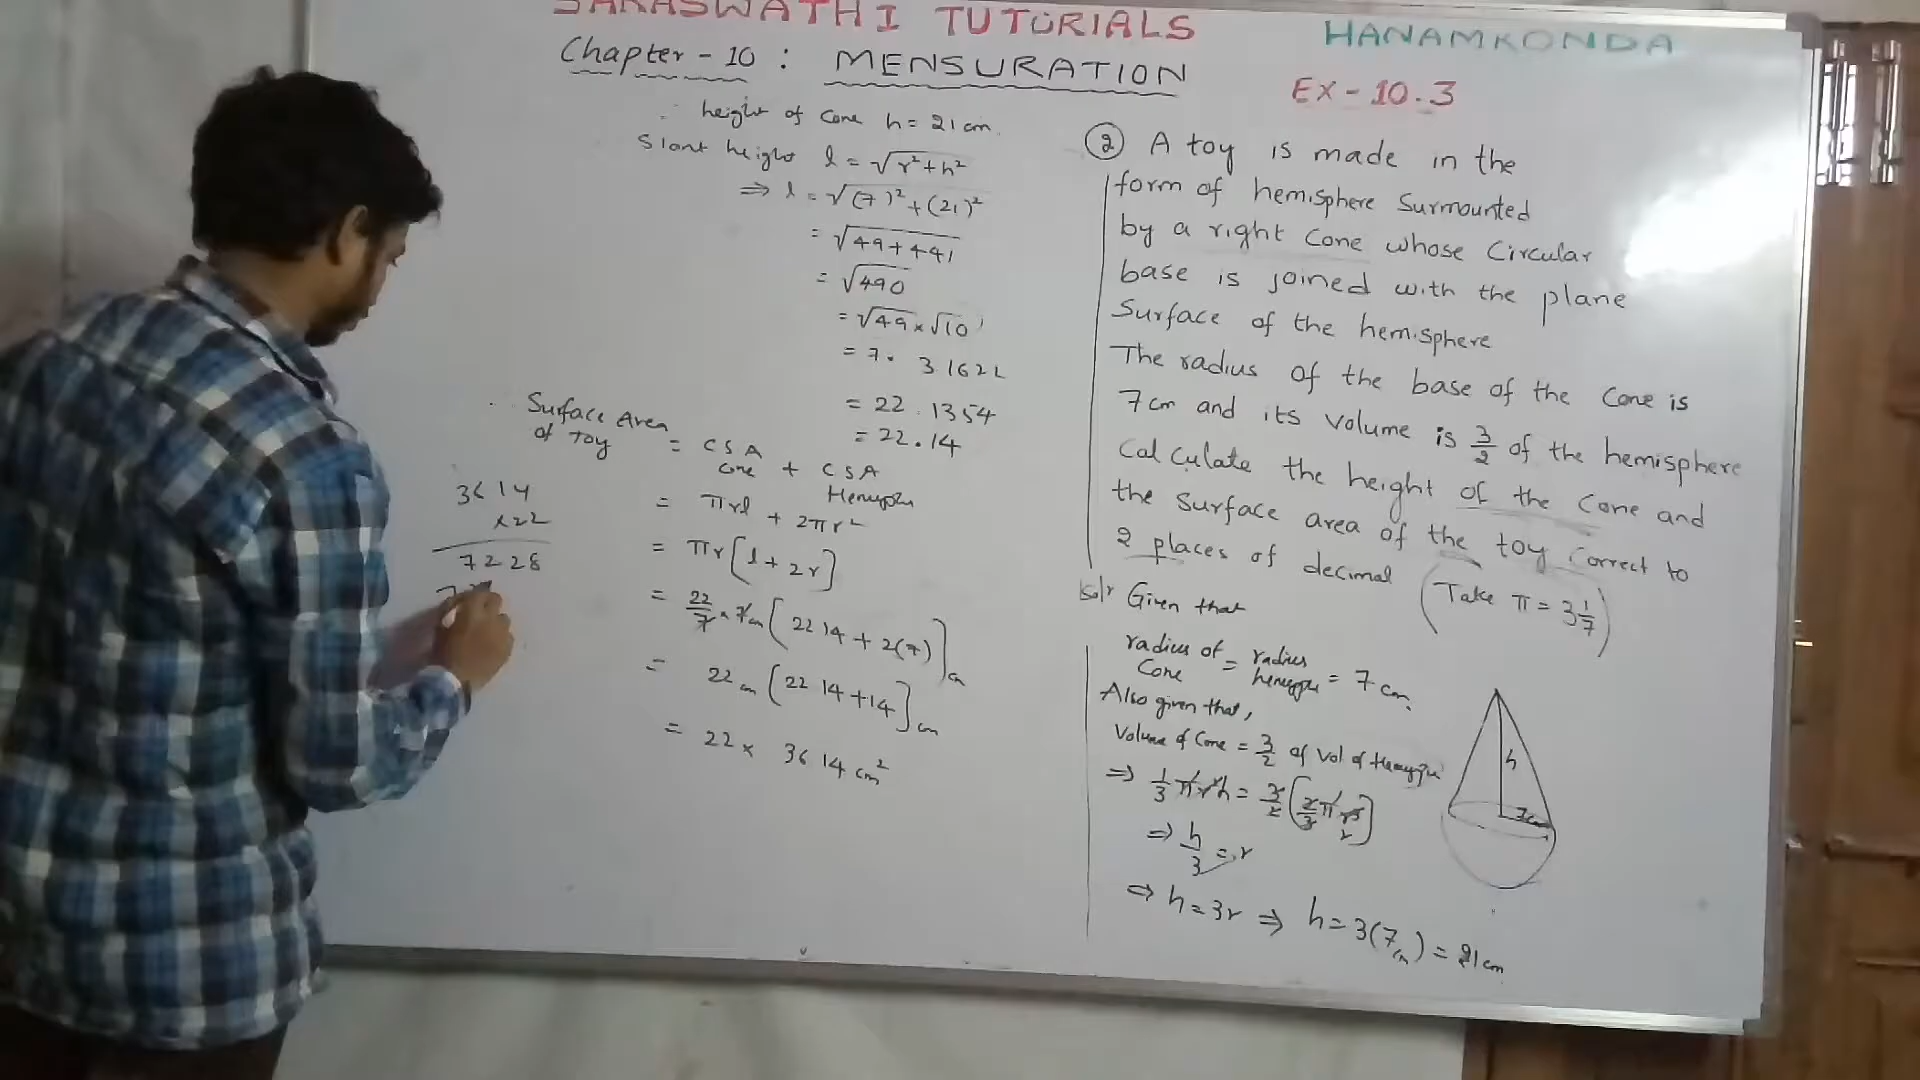 SARASWATHI TUTORIALS HANAMKONDA
Chapter - 10 : MENSURATION
EX - 10.3
∴ height of cone h = 21 cm.
Slant height l = √r² + h²
⇒ l = √(7)² + (21)²
= √49 + 441
= √490
= √49 × √10
= 7 . 3.1622
= 22.1354
= 22.14
∴ Surface Area of Toy = CSA cone + CSA
= πrl + 2πr²
= πr [l + 2r]
= 22/7 × 7cm [22 14 + 2(7)] cm
= 22 cm [22 14 + 14] cm
= 22 × 36 14 cm²
36 14
×22
7228
② A toy is made in the
form of hemisphere Surmounted
by a right Cone whose Circular
base is joined with the plane
Surface of the hemisphere
The radius of the base of the Cone is
7cm and its volume is 3/2 of the hemisphere
Calculate the height of the Cone and
the surface area of the toy Correct to
2 places of decimal (Take π = 3 1/7)
Given that
radius of Cone = radius = 7 cm.
Also given that,
Volume of Cone = 3/2 of Vol of
⇒ 1/3 πr²h = 3/2 [2/3 πr³]
r
⇒ h/3 = r
⇒ h = 3r ⇒ h = 3(7cm) = 21cm
h
7cm